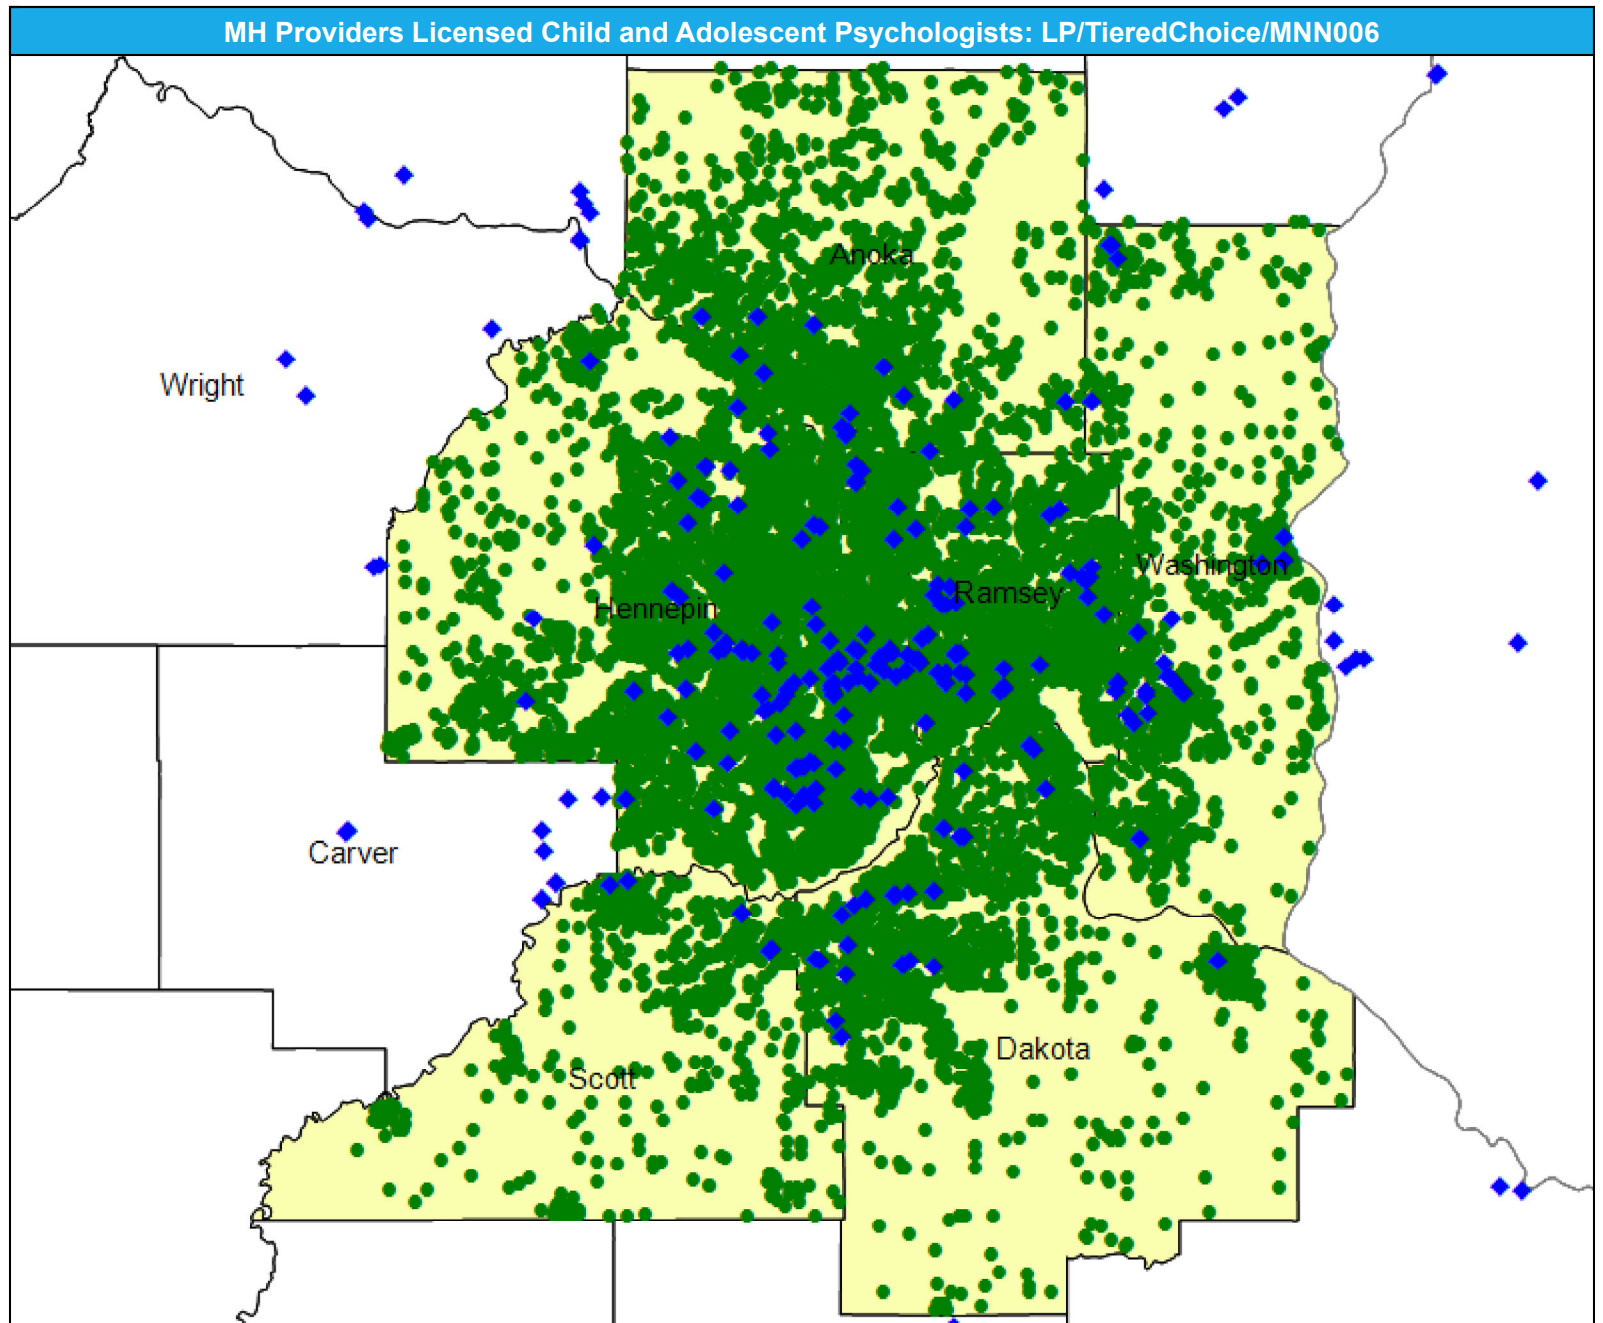 MH Providers Licensed Child and Adolescent Psychologists: LP/TieredChoice/MNN006
Anoka
Wright
Washington
Ramsey
Hennepin
Carver
Dakota
Scott